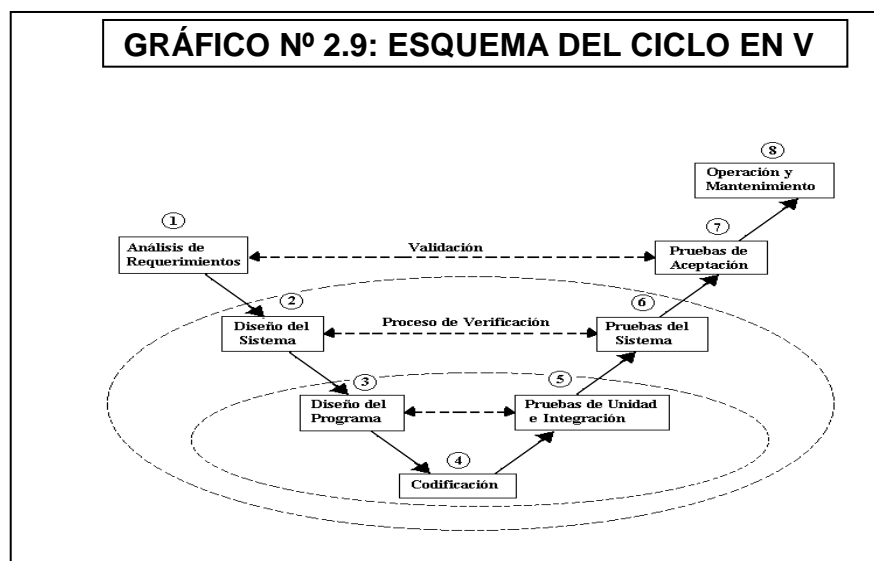 GRÁFICO Nº 2.9: ESQUEMA DEL CICLO EN V
8
Operación y
Mantenimiento
1
7
Análisis de
Requerimientos
Validación
Pruebas de
Aceptación
2
6
Diseño del
Sistema
Proceso de Verificación
Pruebas del
Sistema
3
5
Diseño del
Programa
Pruebas de Unidad
e Integración
4
Codificación